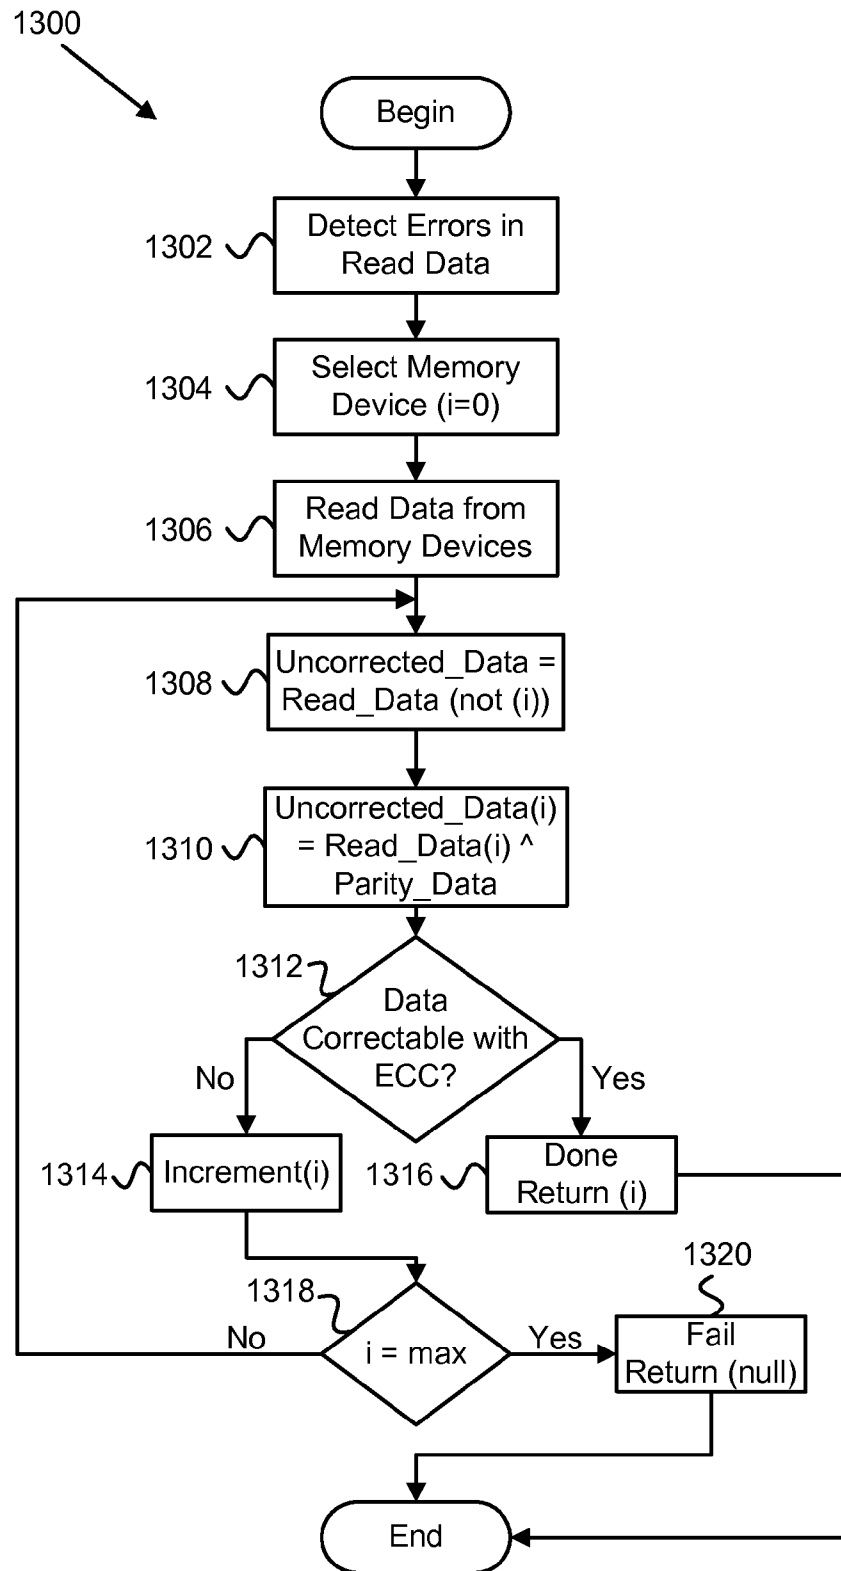 1300
Begin
Detect Errors in
Read Data
1302
Select Memory
Device (i=0)
1304
Read Data from
Memory Devices
1306
Uncorrected_Data =
Read_Data (not (i))
1308
Uncorrected_Data(i)
= Read_Data(i) ^
Parity_Data
1310
1312
Data
Correctable with
ECC?
No
Yes
1314
Increment(i)
1316
Done
Return (i)
1318
i = max
No
Yes
1320
Fail
Return (null)
End